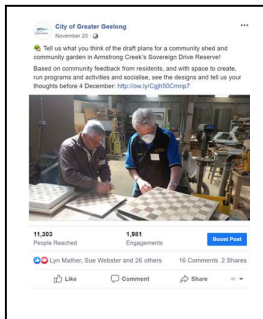 City of Greater Geelong
November 20
Tell us what you think of the draft plans for a community shed and
community garden in Armstrong Creek's Sovereign Drive Reserve!
Based on community feedback from residents, and with space to create,
run programs and activities and socialise, see the designs and tell us your
thoughts before 4 December: http://ow.ly/Cgjh50Cmnp7
11,303
People Reached
1,981
Engagements
Boost Post
Lyn Mather, Sue Webster and 26 others
16 Comments 2 Shares
Like
Comment
Share